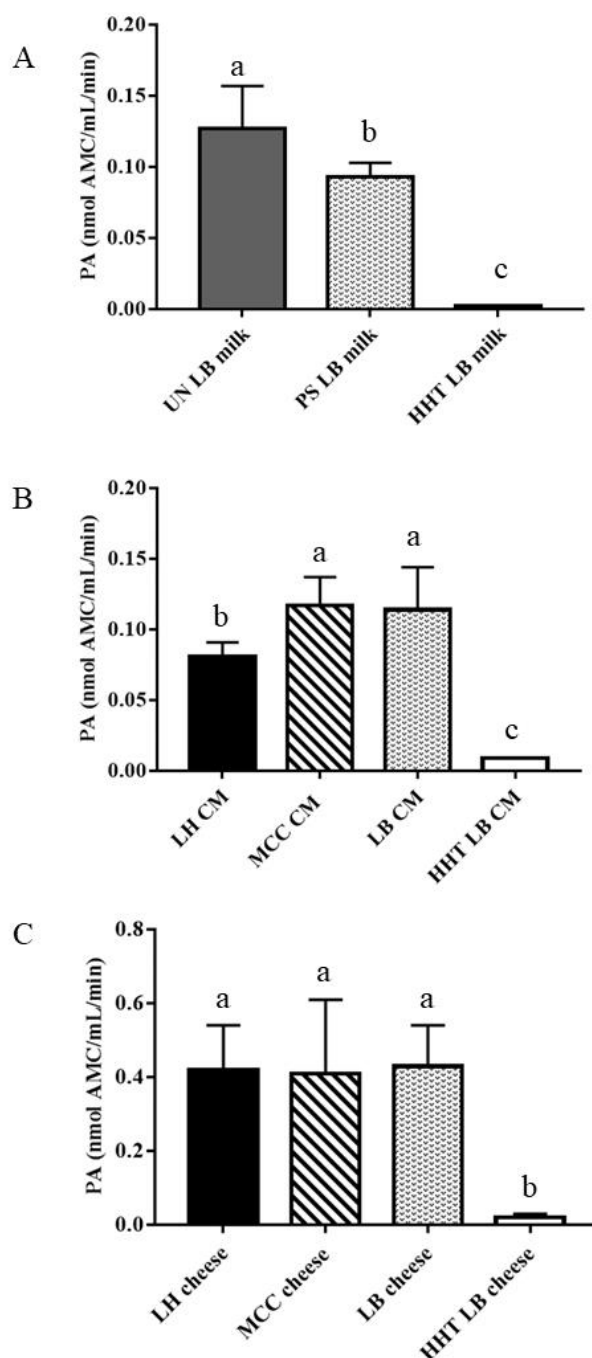 A
PA (nmol AMC/mL/min)
0.20
0.15
0.10
0.05
0.00
a
b
c
UN LB milk
PS LB milk
HHT LB milk
B
PA (nmol AMC/mL/min)
0.20
0.15
0.10
0.05
0.00
b
a
a
c
LH CM
MCC CM
LB CM
HHT LB CM
C
PA (nmol AMC/mL/min)
0.8
0.6
0.4
0.2
0.0
a
a
a
b
LH cheese
MCC cheese
LB cheese
HHT LB cheese